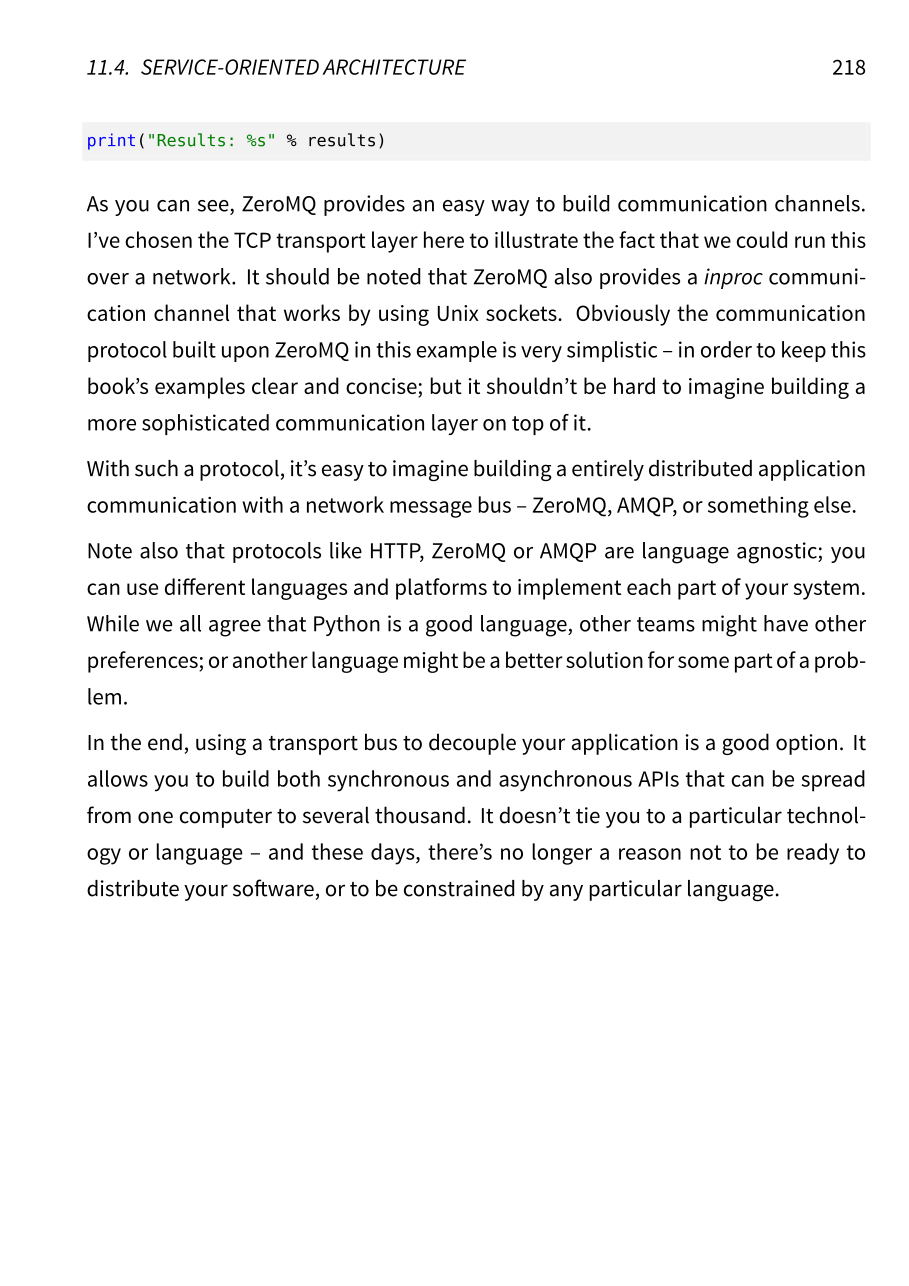 11.4. SERVICE-ORIENTED ARCHITECTURE 218
print("Results: %s" % results)
As you can see, ZeroMQ provides an easy way to build communication channels.
I’ve chosen the TCP transport layer here to illustrate the fact that we could run this
over a network. It should be noted that ZeroMQ also provides a inproc communi-
cation channel that works by using Unix sockets. Obviously the communication
protocol built upon ZeroMQ in this example is very simplistic – in order to keep this
book’s examples clear and concise; but it shouldn’t be hard to imagine building a
more sophisticated communication layer on top of it.
With such a protocol, it’s easy to imagine building a entirely distributed application
communication with a network message bus – ZeroMQ, AMQP, or something else.
Note also that protocols like HTTP, ZeroMQ or AMQP are language agnostic; you
can use different languages and platforms to implement each part of your system.
While we all agree that Python is a good language, other teams might have other
preferences; or another language might be a better solution for some part of a prob-
lem.
In the end, using a transport bus to decouple your application is a good option. It
allows you to build both synchronous and asynchronous APIs that can be spread
from one computer to several thousand. It doesn’t tie you to a particular technol-
ogy or language – and these days, there’s no longer a reason not to be ready to
distribute your software, or to be constrained by any particular language.